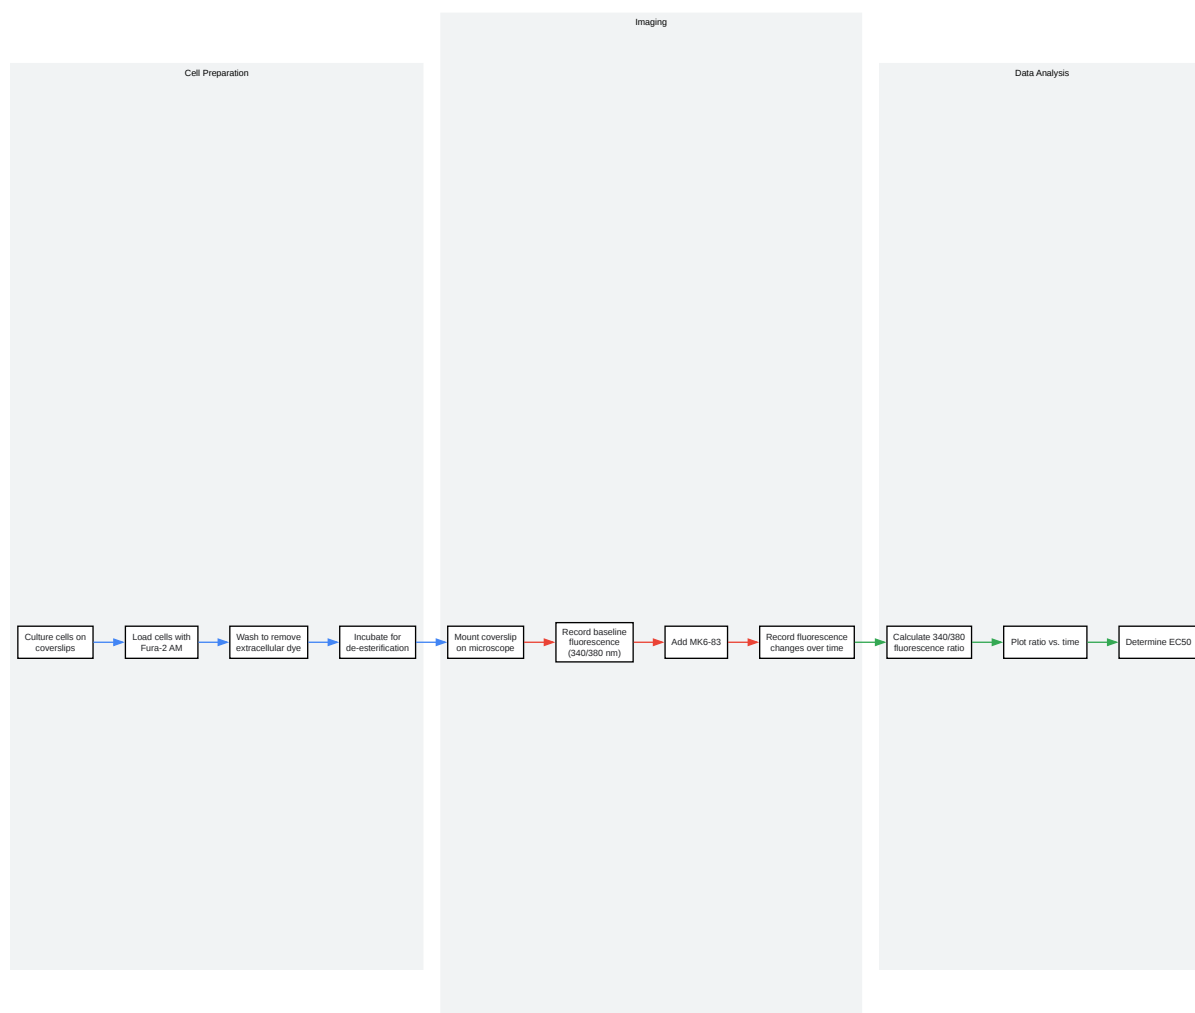 Imaging
Cell Preparation
Data Analysis
Culture cells on
coverslips
Load cells with
Fura-2 AM
Wash to remove
extracellular dye
Incubate for
de-esterification
Mount coverslip
on microscope
Record baseline
fluorescence
(340/380 nm)
Add MK6-83
Record fluorescence
changes over time
Calculate 340/380
fluorescence ratio
Plot ratio vs. time
Determine EC50